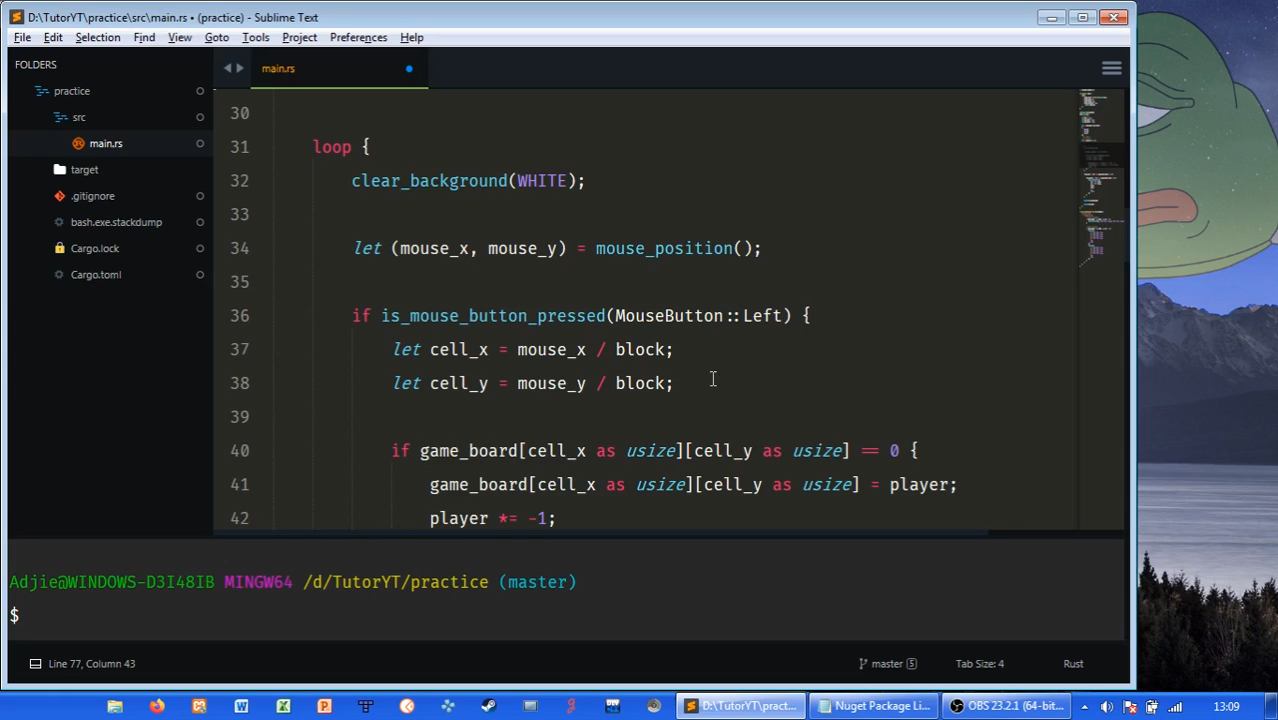 D:\TutorYT\practice\src\main.rs • (practice) - Sublime Text
File Edit Selection Find View Goto Tools Project Preferences Help
FOLDERS
practice
src
main.rs
target
.gitignore
bash.exe.stackdump
Cargo.lock
Cargo.toml
main.rs
30
31 loop {
32 clear_background(WHITE);
33
34 let (mouse_x, mouse_y) = mouse_position();
35
36 if is_mouse_button_pressed(MouseButton::Left) {
37 let cell_x = mouse_x / block;
38 let cell_y = mouse_y / block;
39
40 if game_board[cell_x as usize][cell_y as usize] == 0 {
41 game_board[cell_x as usize][cell_y as usize] = player;
42 player *= -1;
Adjie@WINDOWS-D3I48IB MINGW64 /d/TutorYT/practice (master)
$
Line 77, Column 43 master 5 Tab Size: 4 Rust
D:\TutorYT\pract... Nuget Package Li... OBS 23.2.1 (64-bit... 13:09